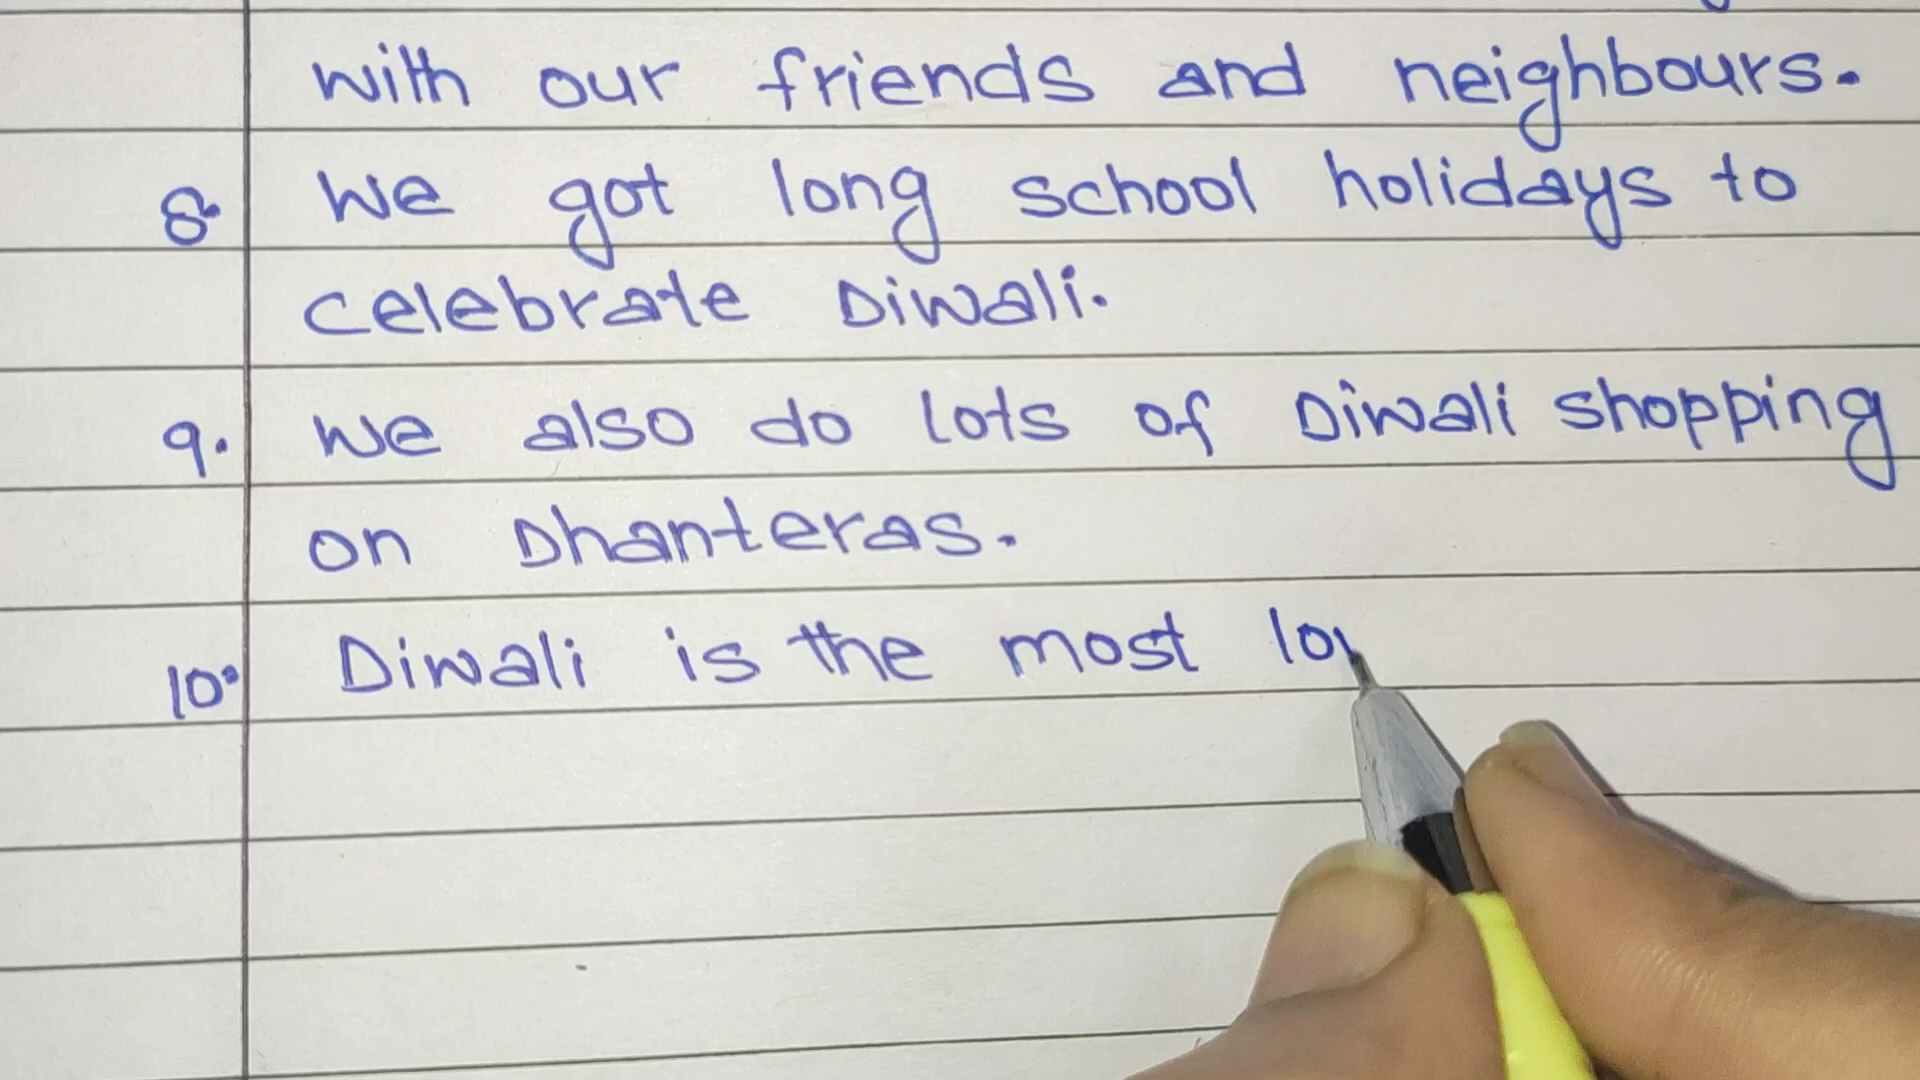 with our friends and neighbours.
8. We got long school holidays to
celebrate Diwali.
9. We also do lots of Diwali shopping
on Dhanteras.
10. Diwali is the most